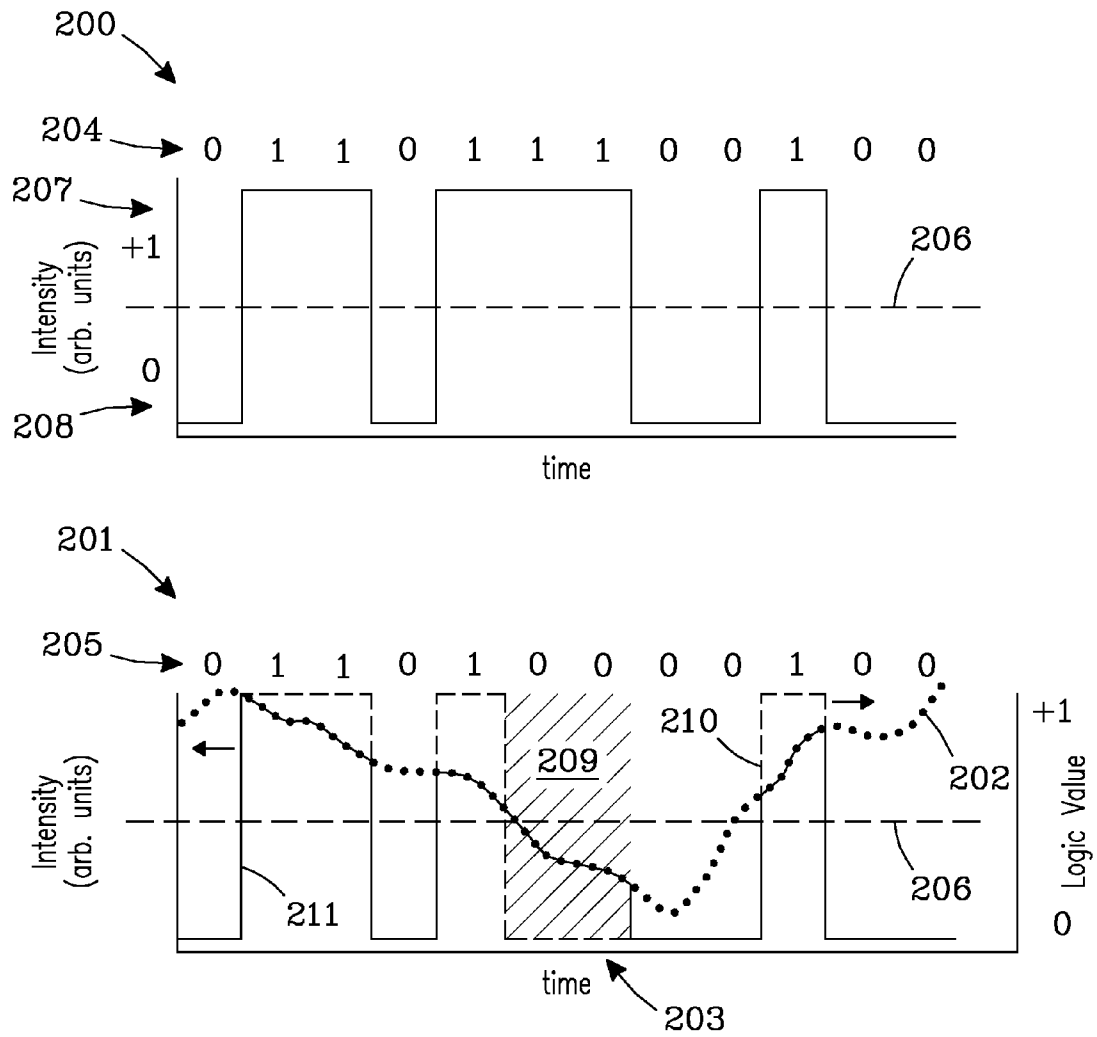 200
204
0 1 1 0 1 1 1 0 0 1 0 0
207
+1
206
Intensity
(arb. units)
0
208
time
201
205
0 1 1 0 1 0 0 0 0 1 0 0
210
+1
209
202
Intensity
(arb. units)
Logic Value
211
206
0
time
203